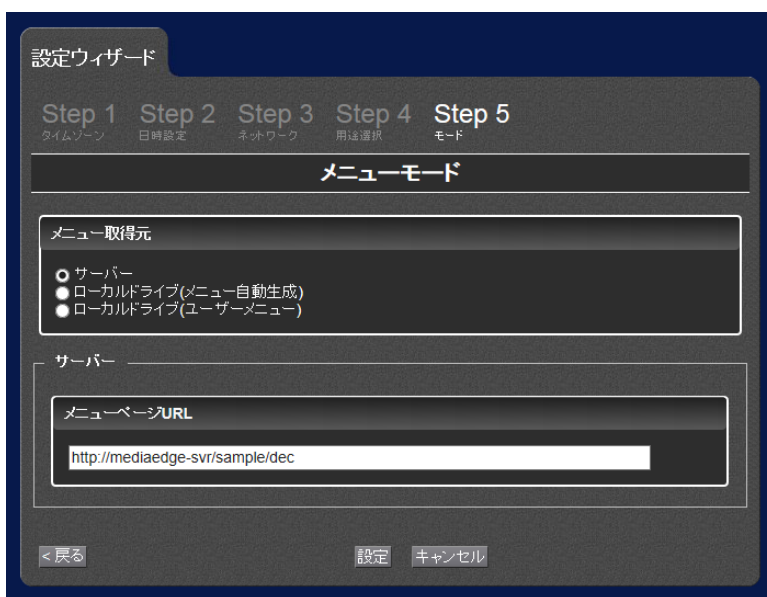 設定ウィザード
Step 1 Step 2 Step 3 Step 4 Step 5
タイムゾーン 日時設定 ネットワーク 用途選択 モード
メニューモード
メニュー取得元
サーバー
ローカルドライブ(メニュー自動生成)
ローカルドライブ(ユーザーメニュー)
サーバー
メニューページURL
http://mediaedge-svr/sample/dec
< 戻る 設定 キャンセル